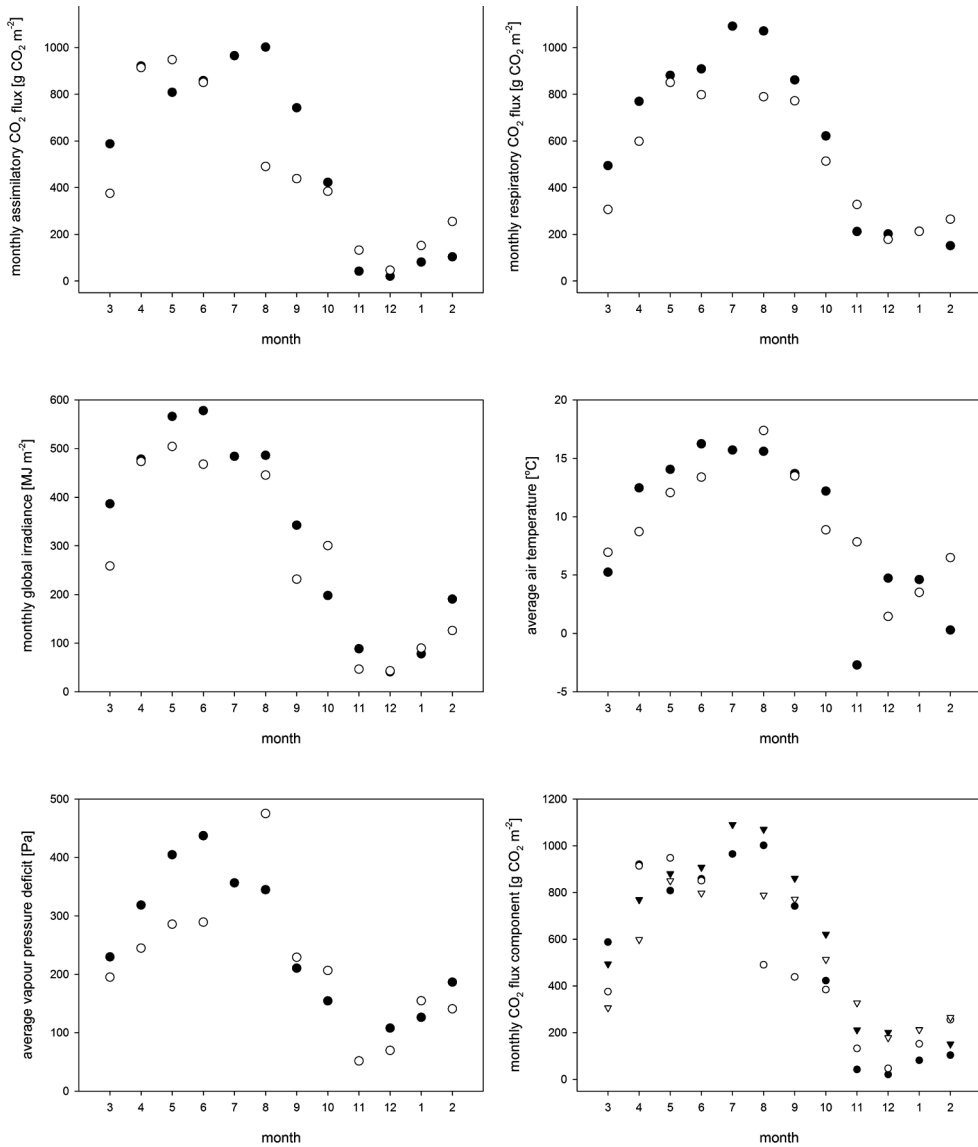 monthly assimilatory CO₂ flux [g CO₂ m⁻²]
1000
800
600
400
200
0
3 4 5 6 7 8 9 10 11 12 1 2
month
monthly respiratory CO₂ flux [g CO₂ m⁻²]
1000
800
600
400
200
0
3 4 5 6 7 8 9 10 11 12 1 2
month
monthly global irradiance [MJ m⁻²]
600
500
400
300
200
100
0
3 4 5 6 7 8 9 10 11 12 1 2
month
average air temperature [°C]
20
15
10
5
0
-5
3 4 5 6 7 8 9 10 11 12 1 2
month
average vapour pressure deficit [Pa]
500
400
300
200
100
0
3 4 5 6 7 8 9 10 11 12 1 2
month
monthly CO₂ flux component [g CO₂ m⁻²]
1200
1000
800
600
400
200
0
3 4 5 6 7 8 9 10 11 12 1 2
month